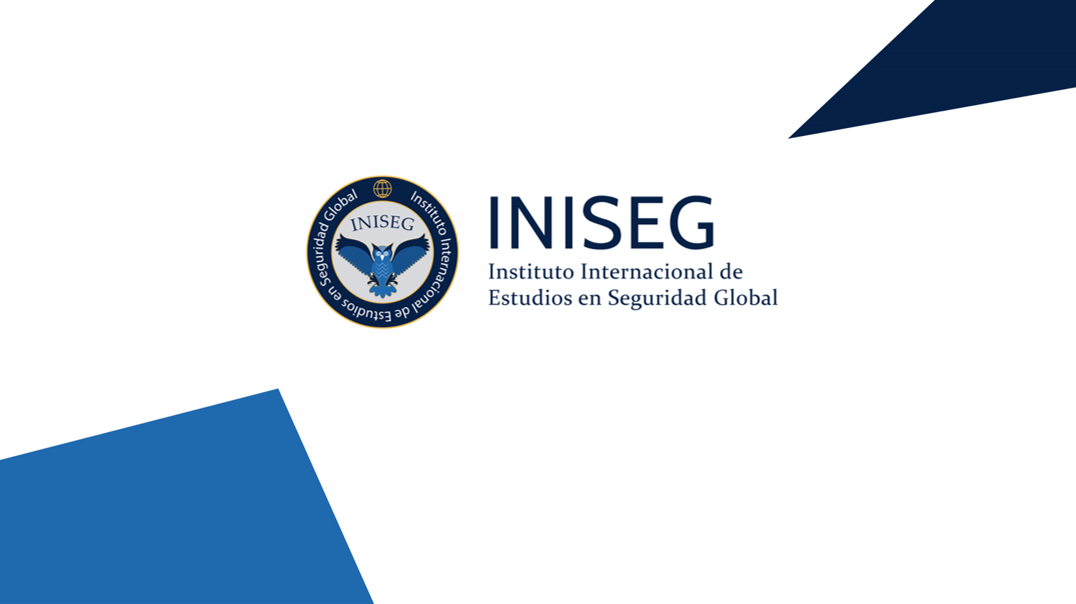 INISEG
Instituto Internacional de Estudios en Seguridad Global
INISEG
Instituto Internacional de
Estudios en Seguridad Global